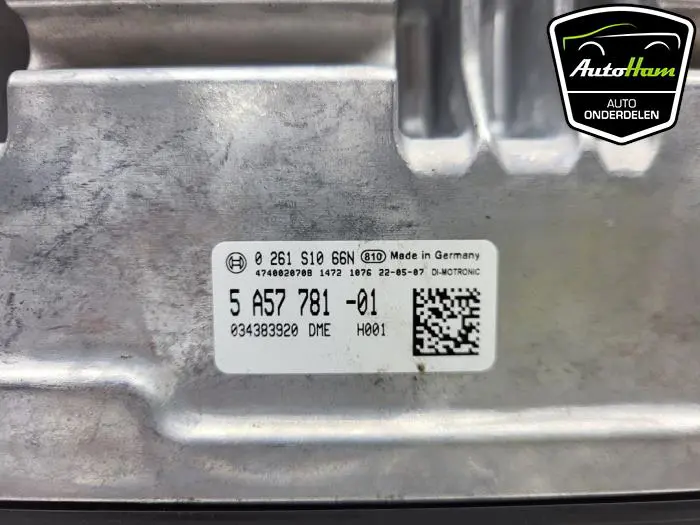 AutoHam
AUTO
ONDERDELEN
0 261 S10 66N 810 Made in Germany
474002070B 1472 1076 22-05-07 DI-MOTRONIC
5 A57 781 -01
034383920 DME H001